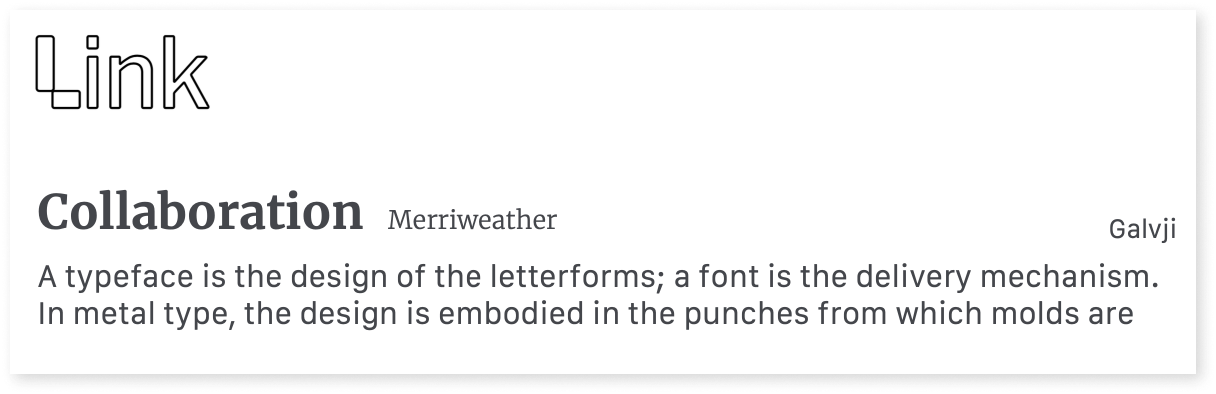 Link
Collaboration Merriweather
Galvji
A typeface is the design of the letterforms; a font is the delivery mechanism.
In metal type, the design is embodied in the punches from which molds are